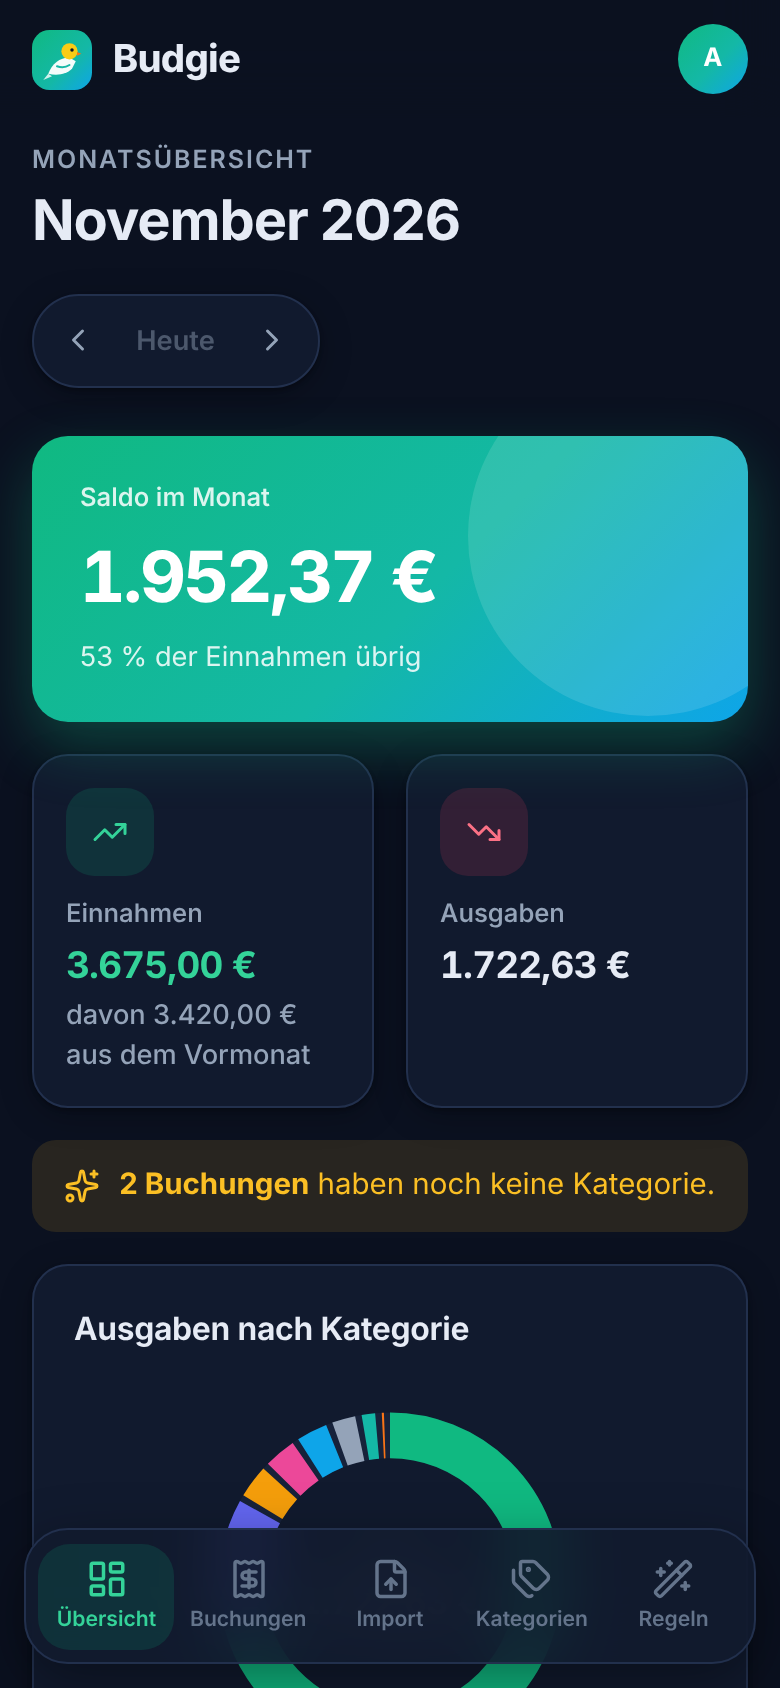 Budgie
A
MONATSÜBERSICHT
November 2026
Heute
Saldo im Monat
1.952,37 €
53 % der Einnahmen übrig
Einnahmen
3.675,00 €
davon 3.420,00 €
aus dem Vormonat
Ausgaben
1.722,63 €
2 Buchungen haben noch keine Kategorie.
Ausgaben nach Kategorie
Übersicht
Buchungen
Import
Kategorien
Regeln